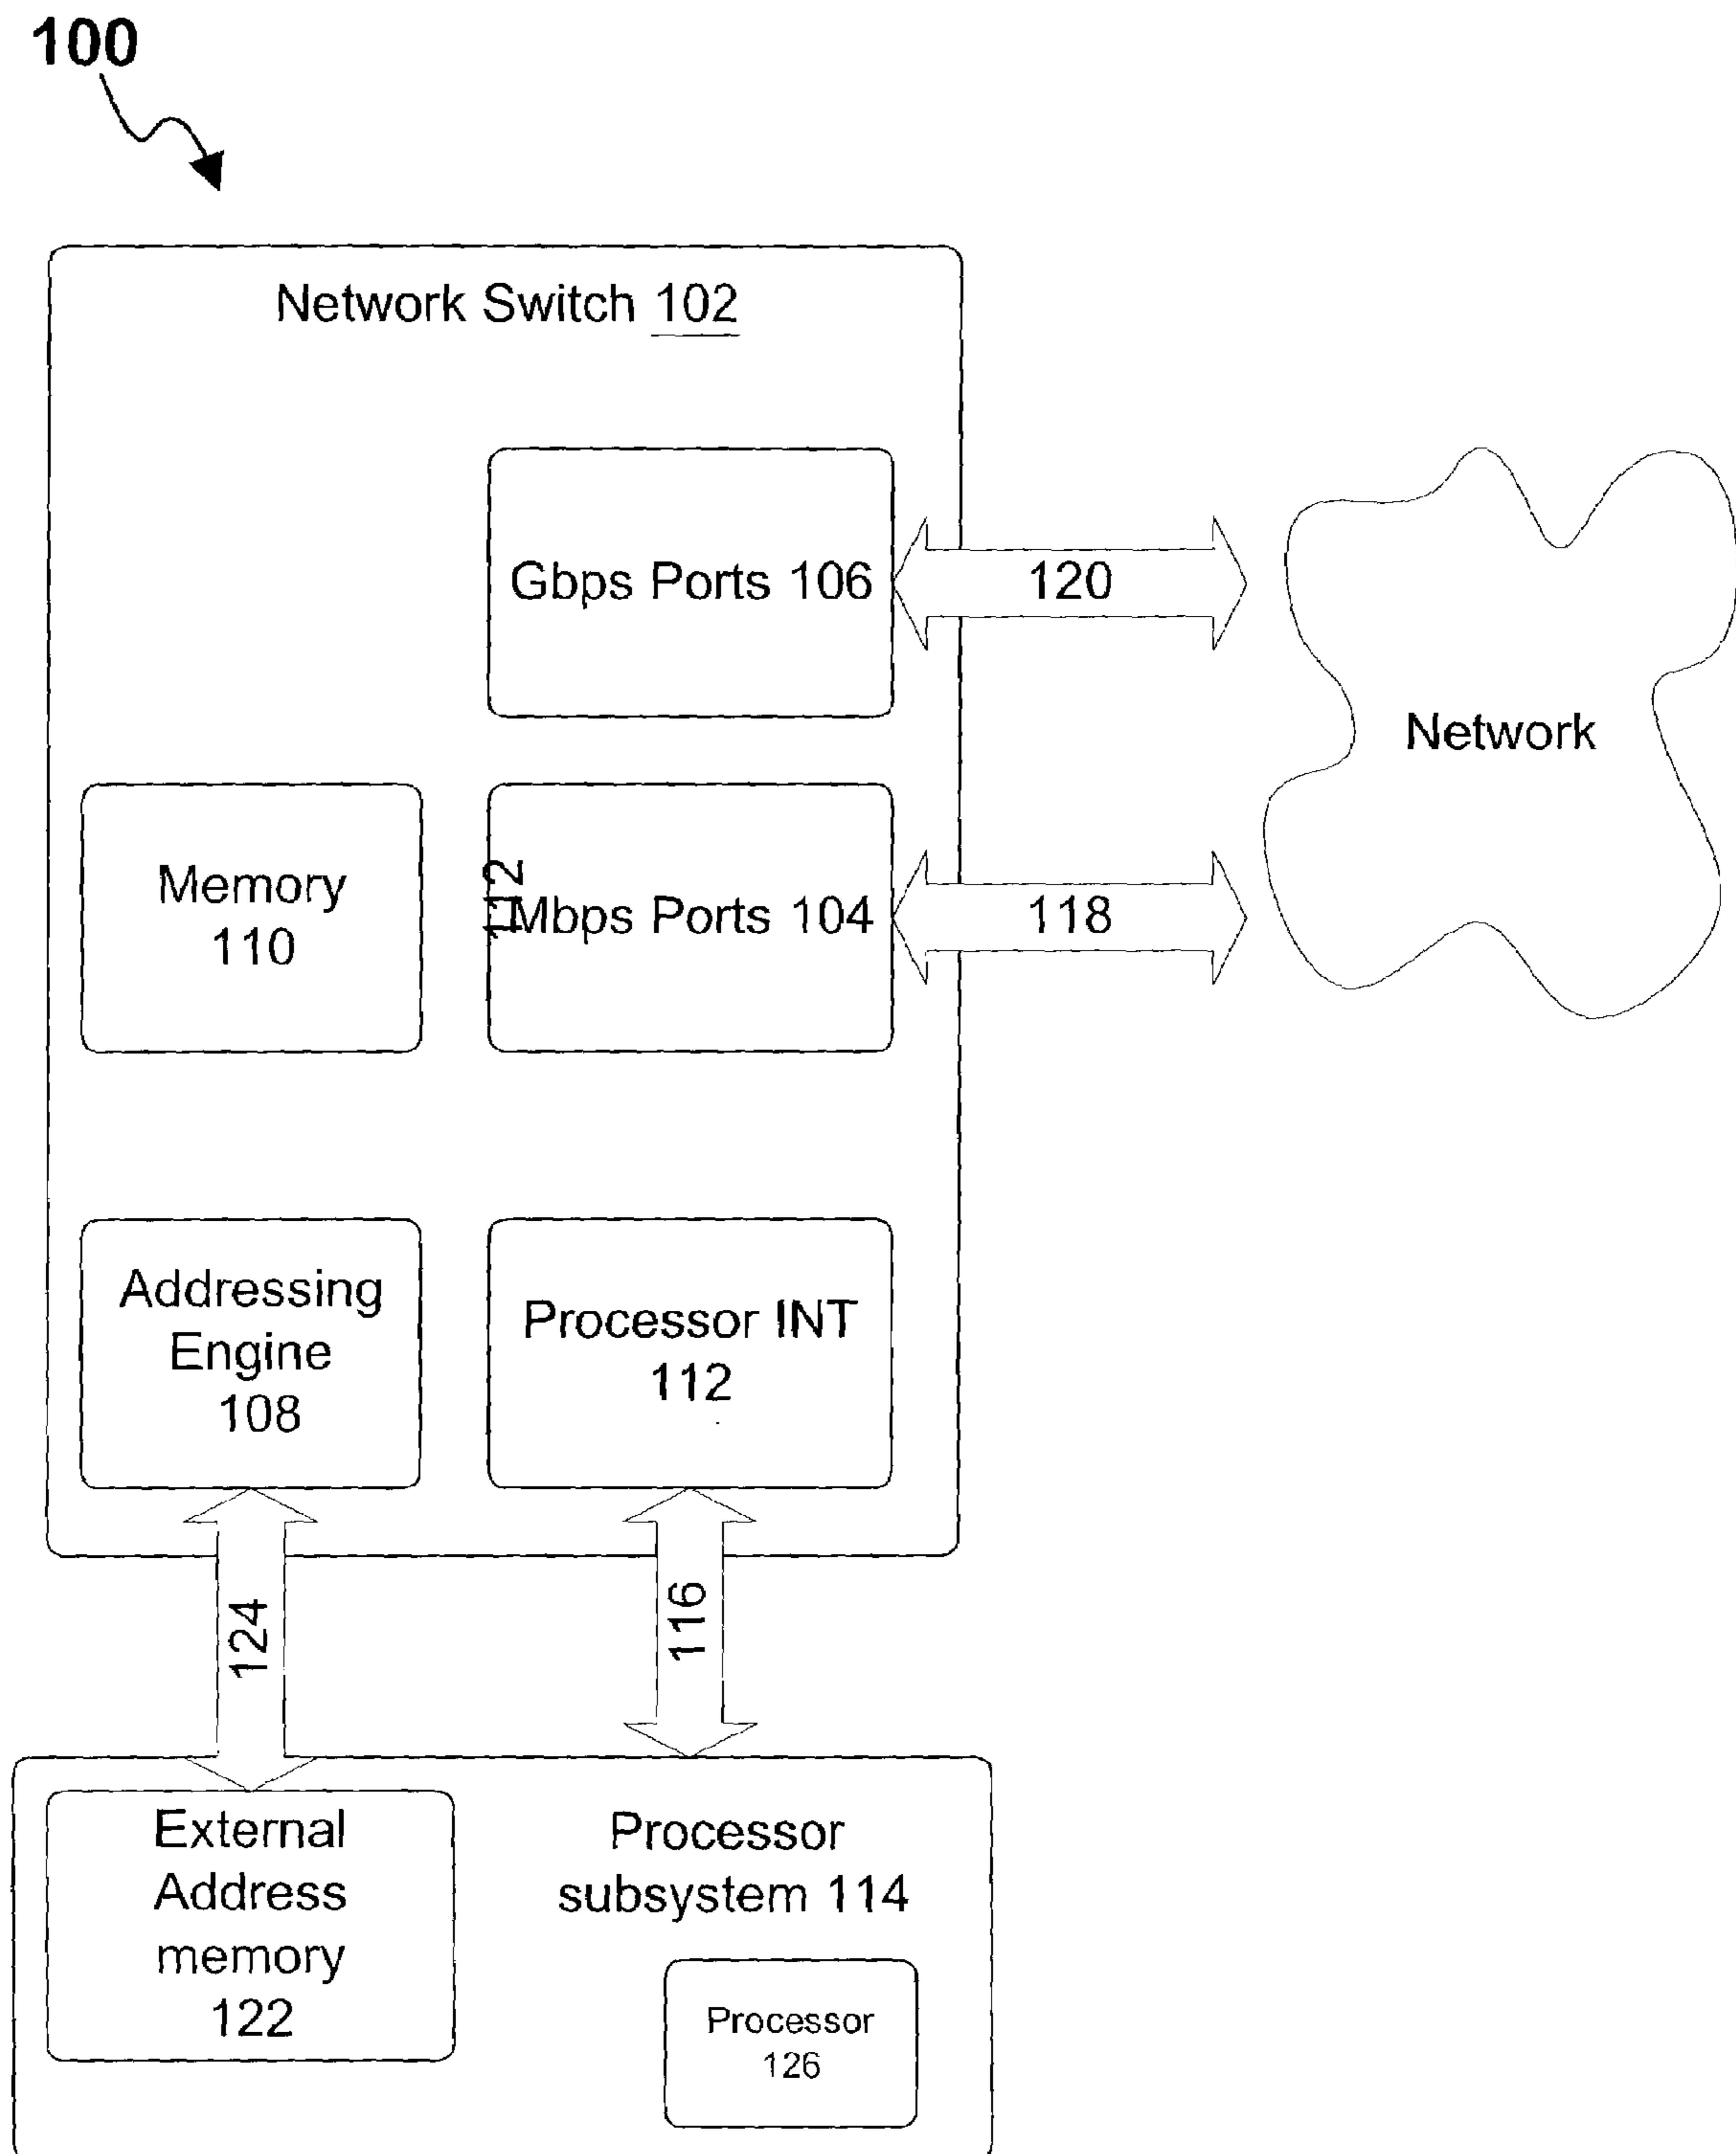 100
Network Switch 102
Gbps Ports 106
120
Network
Memory
110
112
Mbps Ports 104
118
Addressing
Engine
108
Processor INT
112
124
116
External
Address
memory
122
Processor
subsystem 114
Processor
126